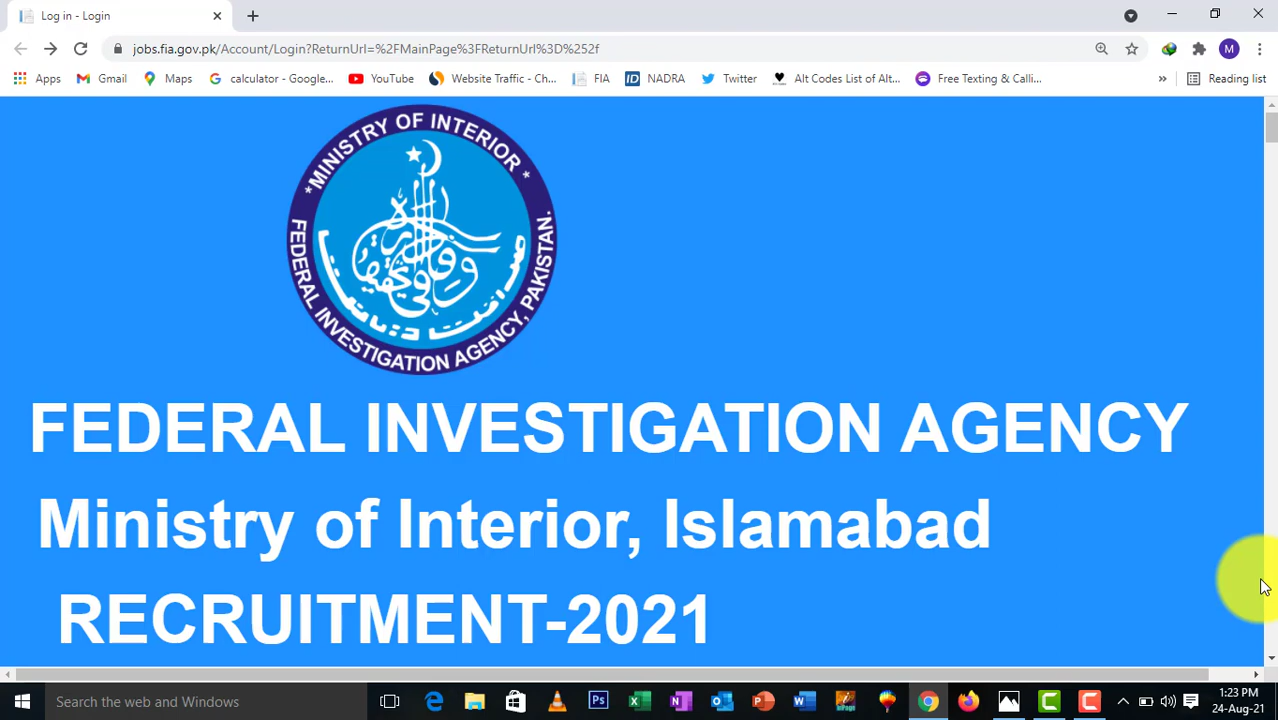 Log in - Login
jobs.fia.gov.pk/Account/Login?ReturnUrl=%2FMainPage%3FReturnUrl%3D%252f
M
Apps
Gmail
Maps
calculator - Google...
YouTube
Website Traffic - Ch...
FIA
ID
NADRA
Twitter
Alt Codes List of Alt...
Free Texting & Calli...
»
Reading list
*MINISTRY OF INTERIOR *
FEDERAL INVESTIGATION AGENCY, PAKISTAN.
FEDERAL INVESTIGATION AGENCY
Ministry of Interior, Islamabad
RECRUITMENT-2021
Search the web and Windows
Ps
1:23 PM
24-Aug-21